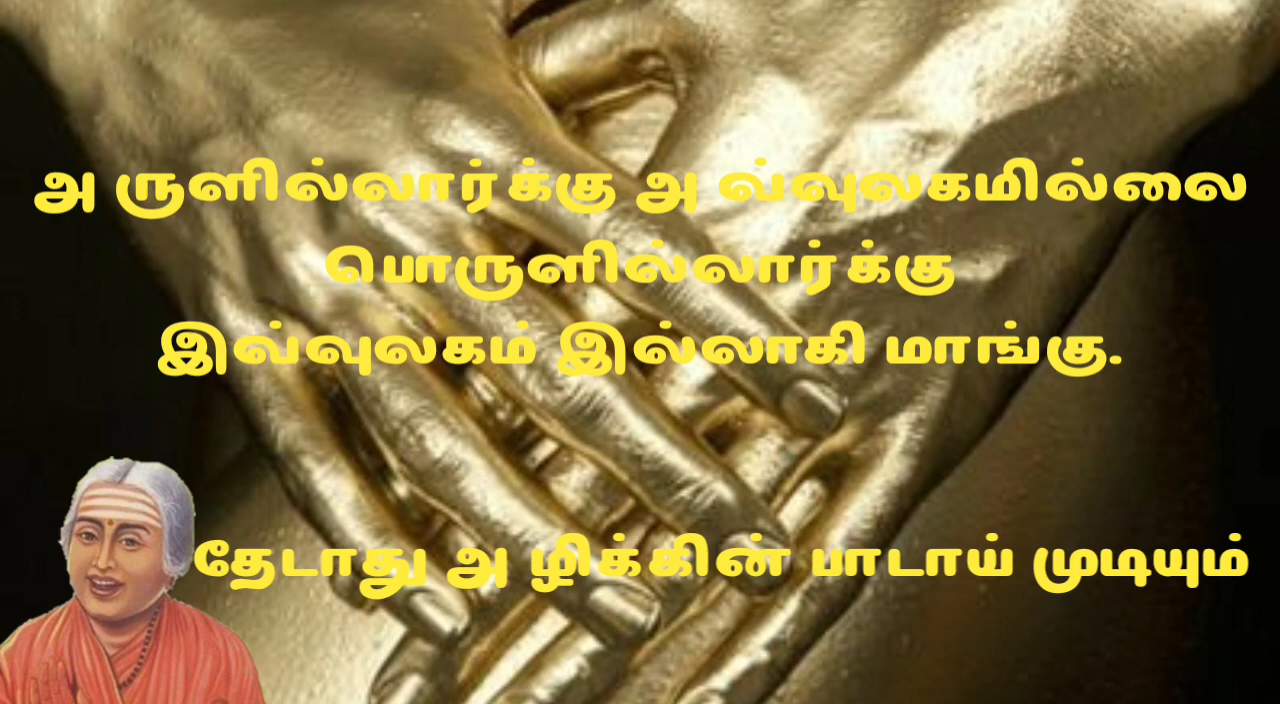 அருளில்லார்க்கு அவ்வுலகமில்லை
பொருளில்லார்க்கு
இவ்வுலகம் இல்லாகி மாங்கு.
தேடாது அழிக்கின் பாடாய் முடியும்